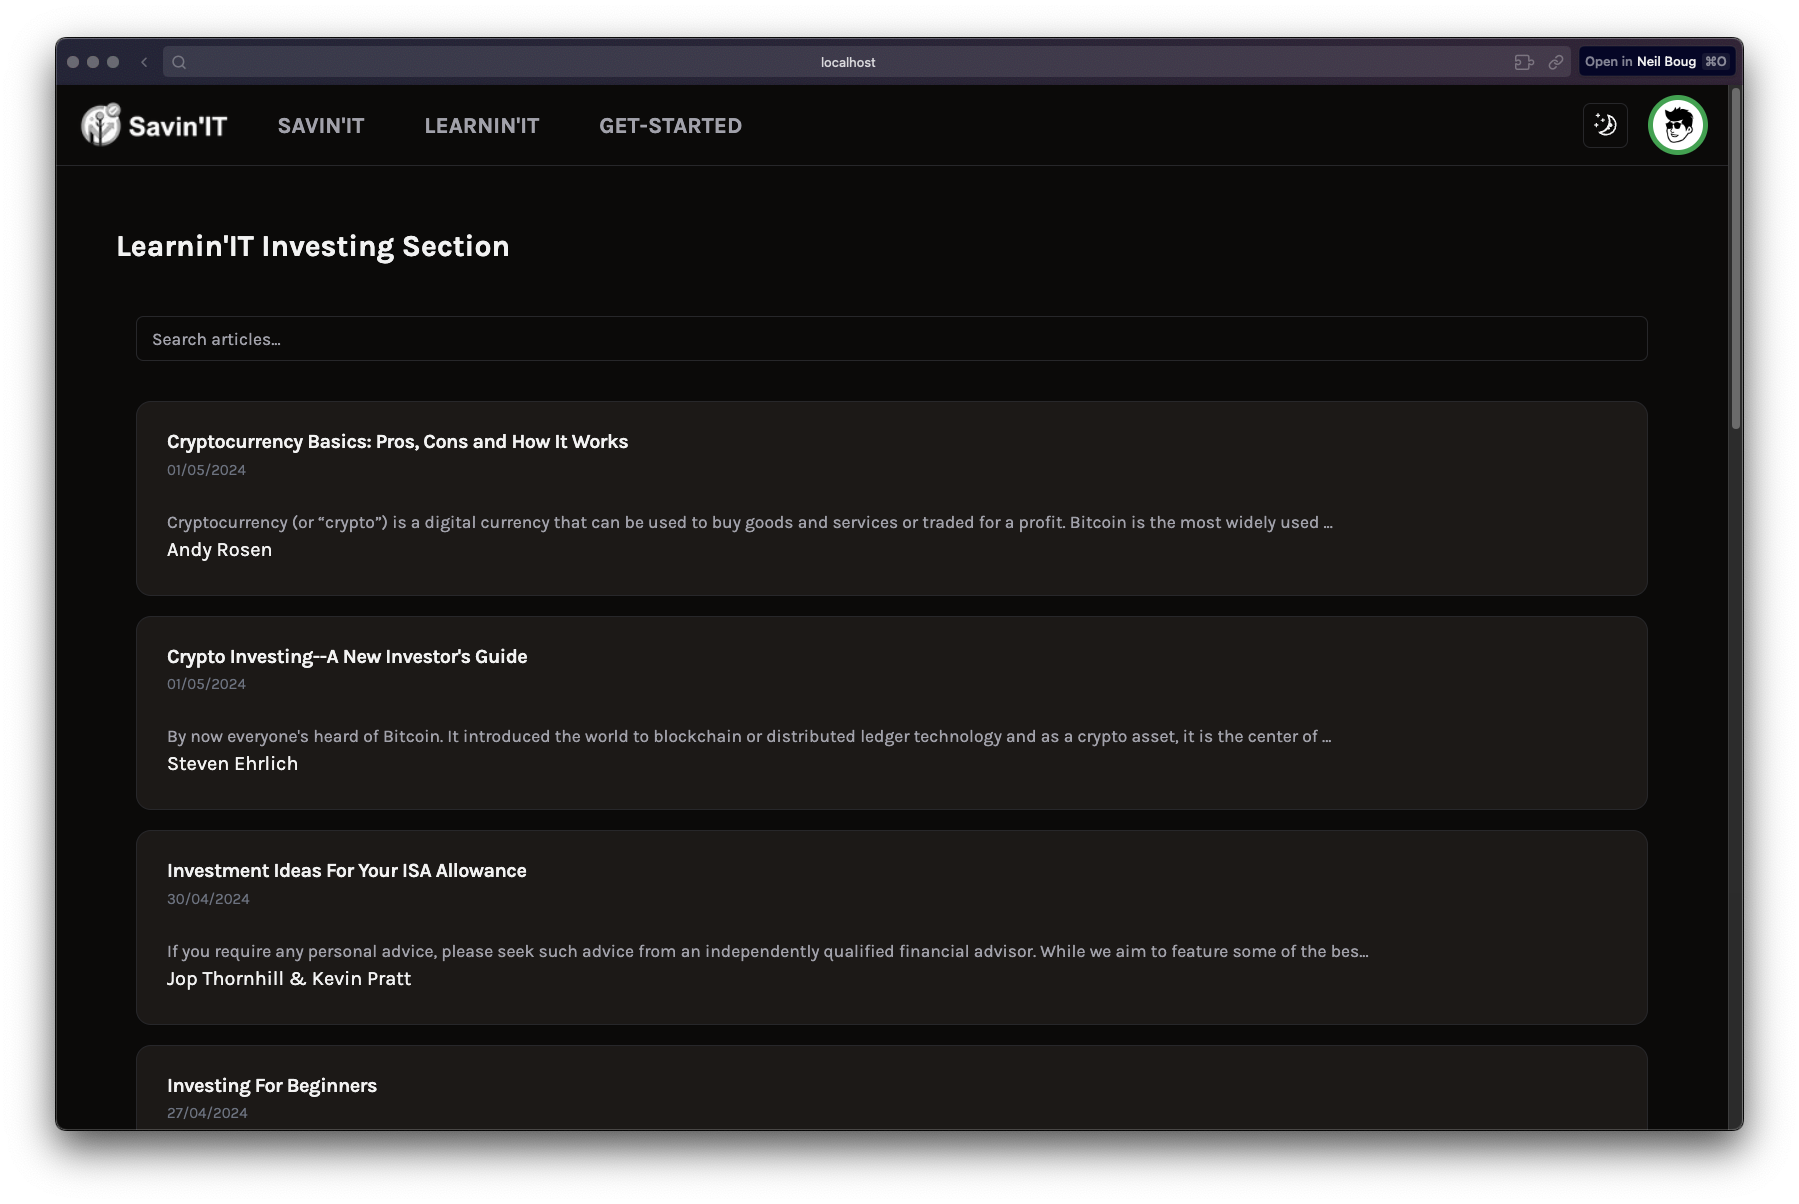 localhost
Open in Neil Boug ⌘O
Savin'IT SAVIN'IT LEARNIN'IT GET-STARTED
Learnin'IT Investing Section
Search articles...
Cryptocurrency Basics: Pros, Cons and How It Works
01/05/2024
Cryptocurrency (or “crypto”) is a digital currency that can be used to buy goods and services or traded for a profit. Bitcoin is the most widely used ...
Andy Rosen
Crypto Investing--A New Investor's Guide
01/05/2024
By now everyone's heard of Bitcoin. It introduced the world to blockchain or distributed ledger technology and as a crypto asset, it is the center of ...
Steven Ehrlich
Investment Ideas For Your ISA Allowance
30/04/2024
If you require any personal advice, please seek such advice from an independently qualified financial advisor. While we aim to feature some of the bes...
Jop Thornhill & Kevin Pratt
Investing For Beginners
27/04/2024